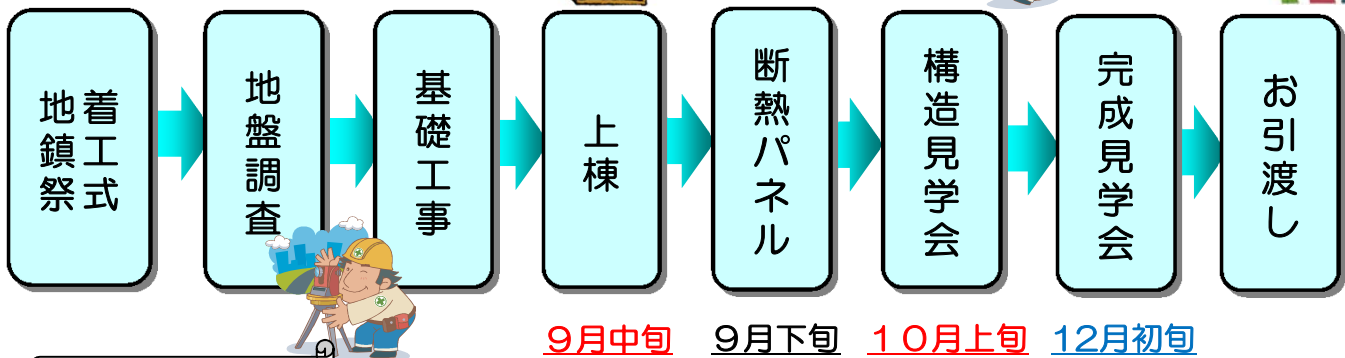 着工式
地鎮祭
地盤調査
基礎工事
上棟
断熱パネル
構造見学会
完成見学会
お引渡し
９月中旬
９月下旬
１０月上旬
12月初旬